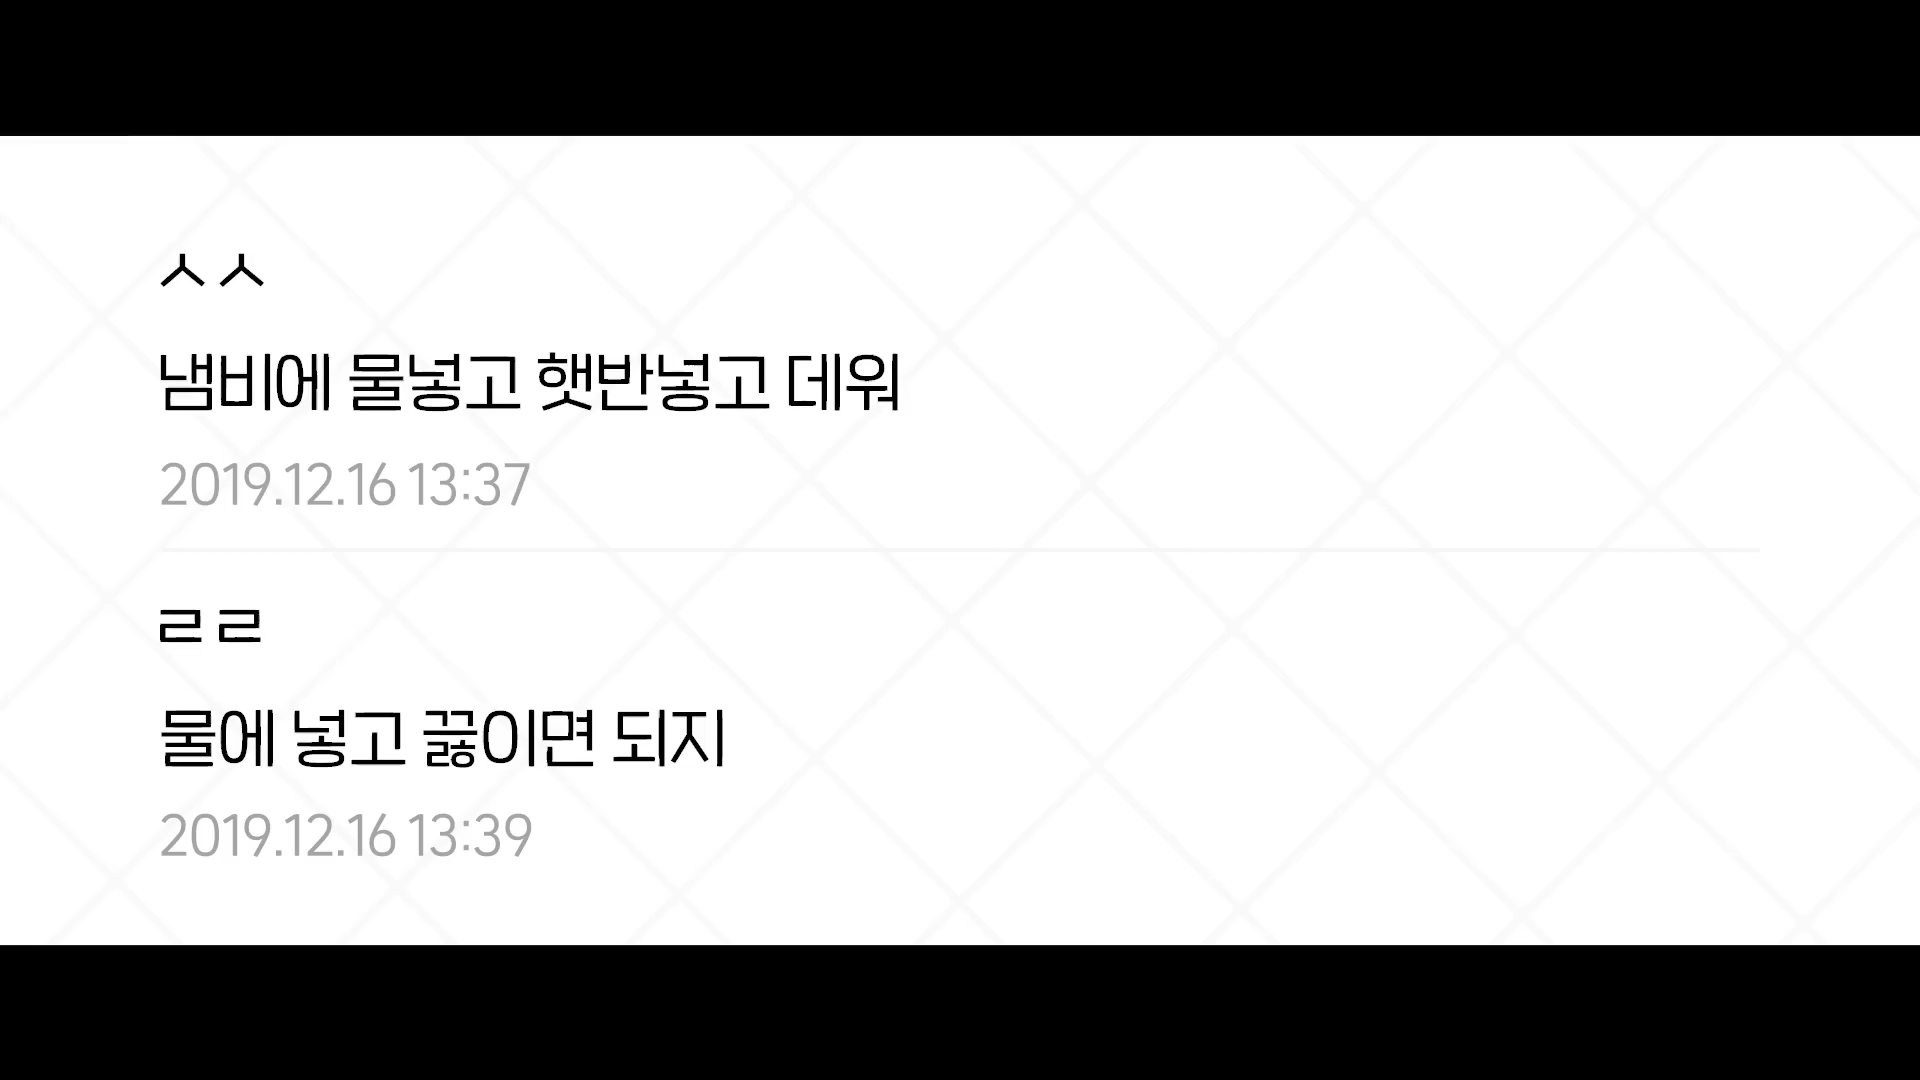 ㅅㅅ
냄비에 물넣고 햇반넣고 데워
2019.12.16 13:37
ㄹㄹ
물에 넣고 끓이면 되지
2019.12.16 13:39